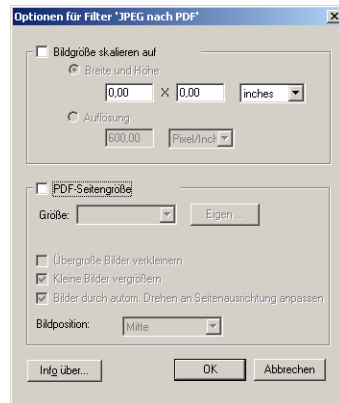 Optionen für Filter 'JPEG nach PDF'
Bildgröße skalieren auf
Breite und Höhe
0,00 X 0,00 inches
Auflösung
600,00 Pixel/Inch
PDF-Seitengröße
Größe: Eigen ...
Übergroße Bilder verkleinern
Kleine Bilder vergrößern
Bilder durch autom. Drehen an Seitenausrichtung anpassen
Bildposition: Mitte
Info über... OK Abbrechen